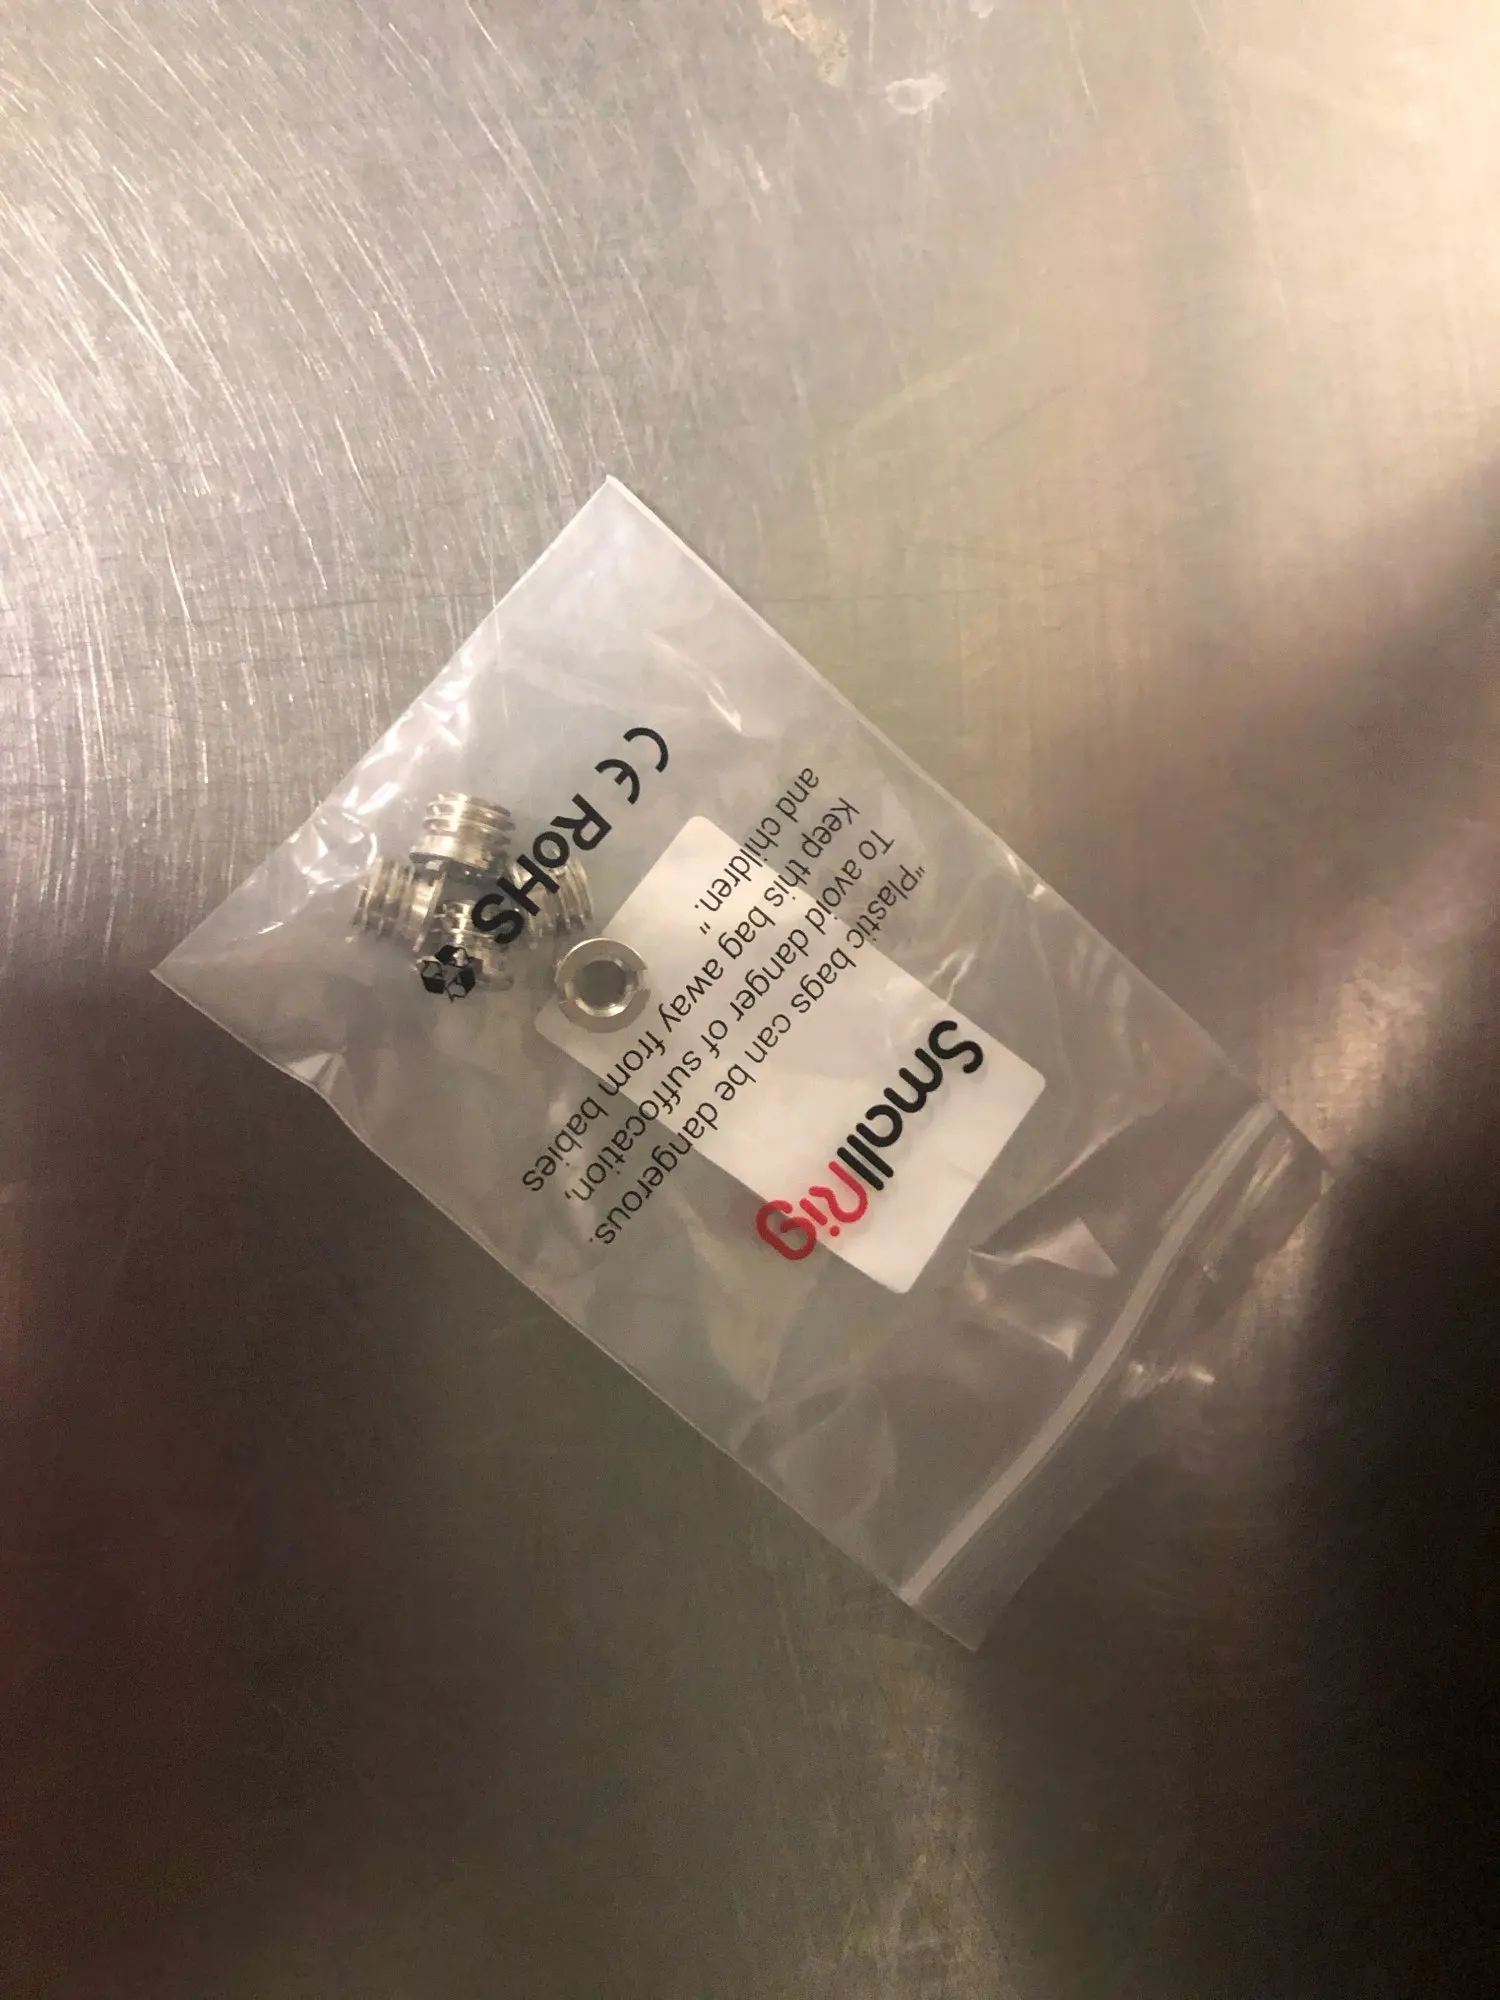 SmallRig
"Plastic bags can be dangerous.
To avoid danger of suffocation,
Keep this bag away from babies
and children."
CE RoHS